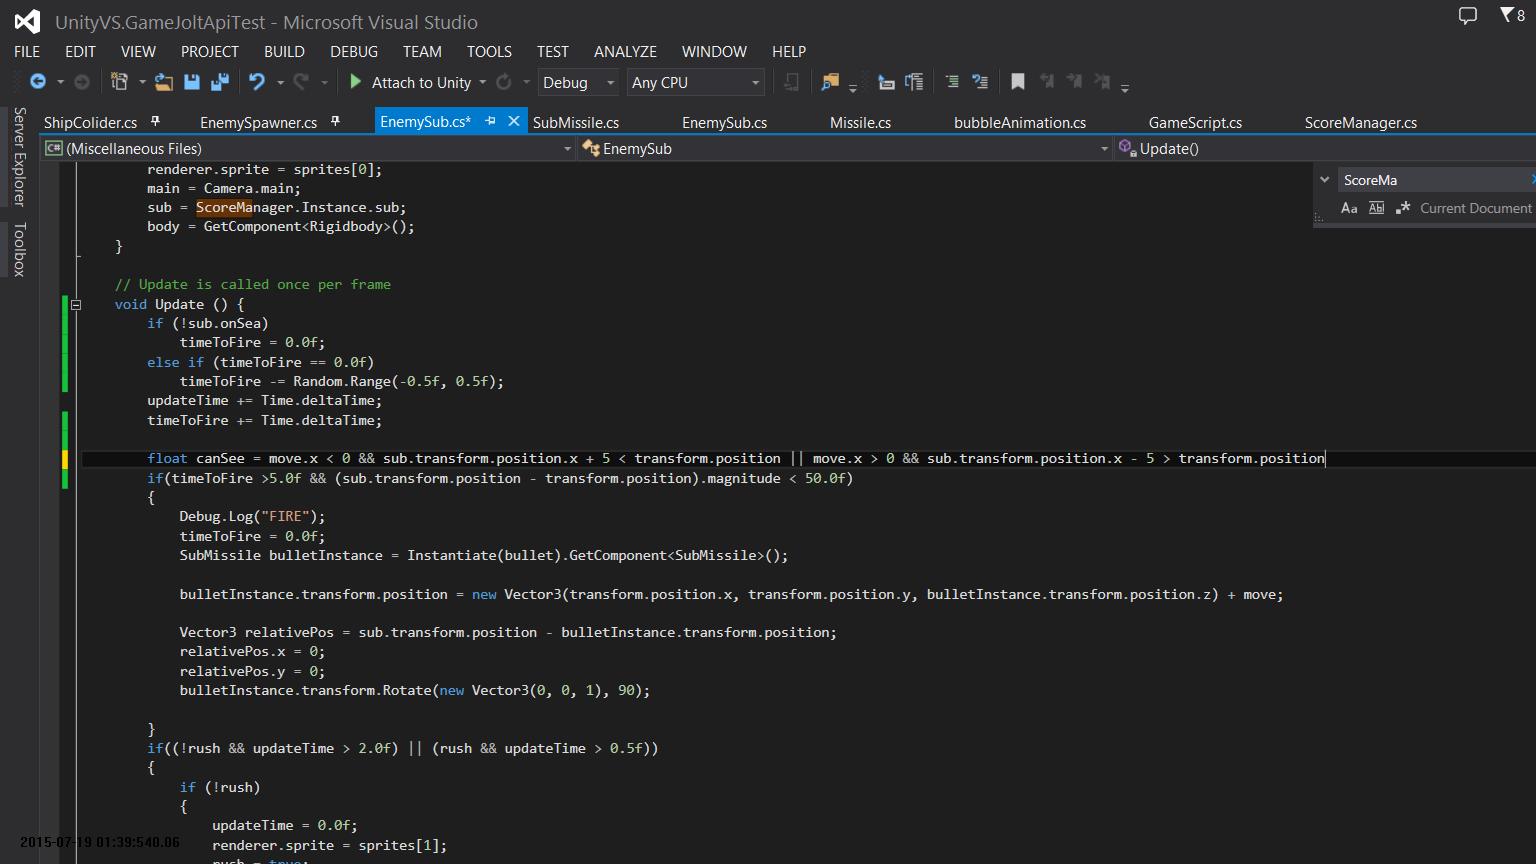 UnityVS.GameJoltApiTest - Microsoft Visual Studio
8
FILE EDIT VIEW PROJECT BUILD DEBUG TEAM TOOLS TEST ANALYZE WINDOW HELP
Attach to Unity Debug Any CPU
Server Explorer
Toolbox
ShipColider.cs EnemySpawner.cs EnemySub.cs* SubMissile.cs EnemySub.cs Missile.cs bubbleAnimation.cs GameScript.cs ScoreManager.cs
C# (Miscellaneous Files) EnemySub Update()
ScoreMa
Aa Abl .* Current Document
renderer.sprite = sprites[0];
main = Camera.main;
sub = ScoreManager.Instance.sub;
body = GetComponent<Rigidbody>();
}
// Update is called once per frame
void Update () {
if (!sub.onSea)
timeToFire = 0.0f;
else if (timeToFire == 0.0f)
timeToFire -= Random.Range(-0.5f, 0.5f);
updateTime += Time.deltaTime;
timeToFire += Time.deltaTime;
float canSee = move.x < 0 && sub.transform.position.x + 5 < transform.position || move.x > 0 && sub.transform.position.x - 5 > transform.position
if(timeToFire >5.0f && (sub.transform.position - transform.position).magnitude < 50.0f)
{
Debug.Log("FIRE");
timeToFire = 0.0f;
SubMissile bulletInstance = Instantiate(bullet).GetComponent<SubMissile>();
bulletInstance.transform.position = new Vector3(transform.position.x, transform.position.y, bulletInstance.transform.position.z) + move;
Vector3 relativePos = sub.transform.position - bulletInstance.transform.position;
relativePos.x = 0;
relativePos.y = 0;
bulletInstance.transform.Rotate(new Vector3(0, 0, 1), 90);
}
if((!rush && updateTime > 2.0f) || (rush && updateTime > 0.5f))
{
if (!rush)
{
updateTime = 0.0f;
renderer.sprite = sprites[1];
rush = true;
2015-07-19 01:39:540.06